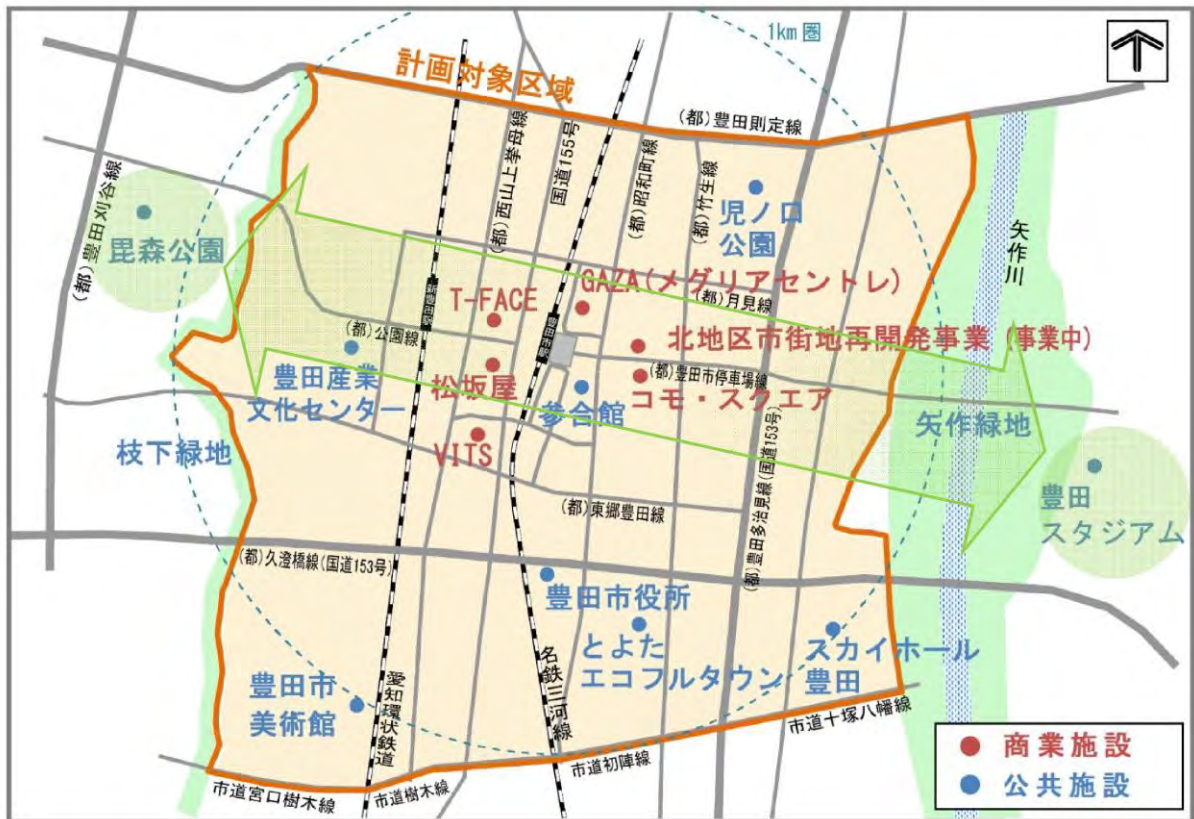 1km圏
計画対象区域
(都)豊田則定線
(都)豊田刈谷線
(都)西山上挙母線
国道155号
(都)昭和町線
(都)竹生線
児ノ口
公園
矢作川
毘森公園
GAZA(メグリアセントレ)
T-FACE
(都)月見線
(都)公園線
北地区市街地再開発事業 (事業中)
(都)豊田市停車場線
豊田産業
文化センター
松坂屋
参合館
コモ・スクエア
矢作緑地
枝下緑地
VITS
豊田
スタジアム
(都)東郷豊田線
(都)豊田多治見線(国道153号)
(都)久澄橋線(国道153号)
豊田市役所
とよた
エコフルタウン
スカイホール
豊田
豊田市
美術館
愛知環状鉄道
名鉄三河線
市道十塚八幡線
市道初陣線
市道樹木線
市道宮口樹木線
商業施設
公共施設